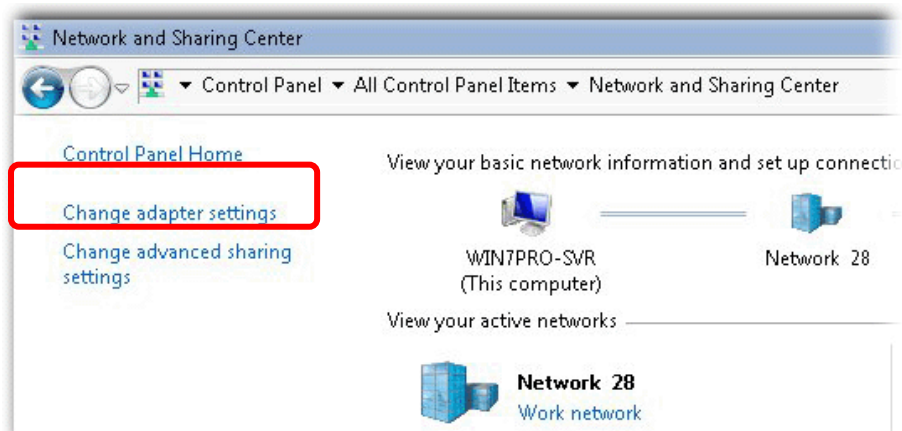 Network and Sharing Center
Control Panel All Control Panel Items Network and Sharing Center
Control Panel Home
Change adapter settings
Change advanced sharing
settings
View your basic network information and set up connectio
WIN7PRO-SVR
(This computer)
Network 28
View your active networks
Network 28
Work network